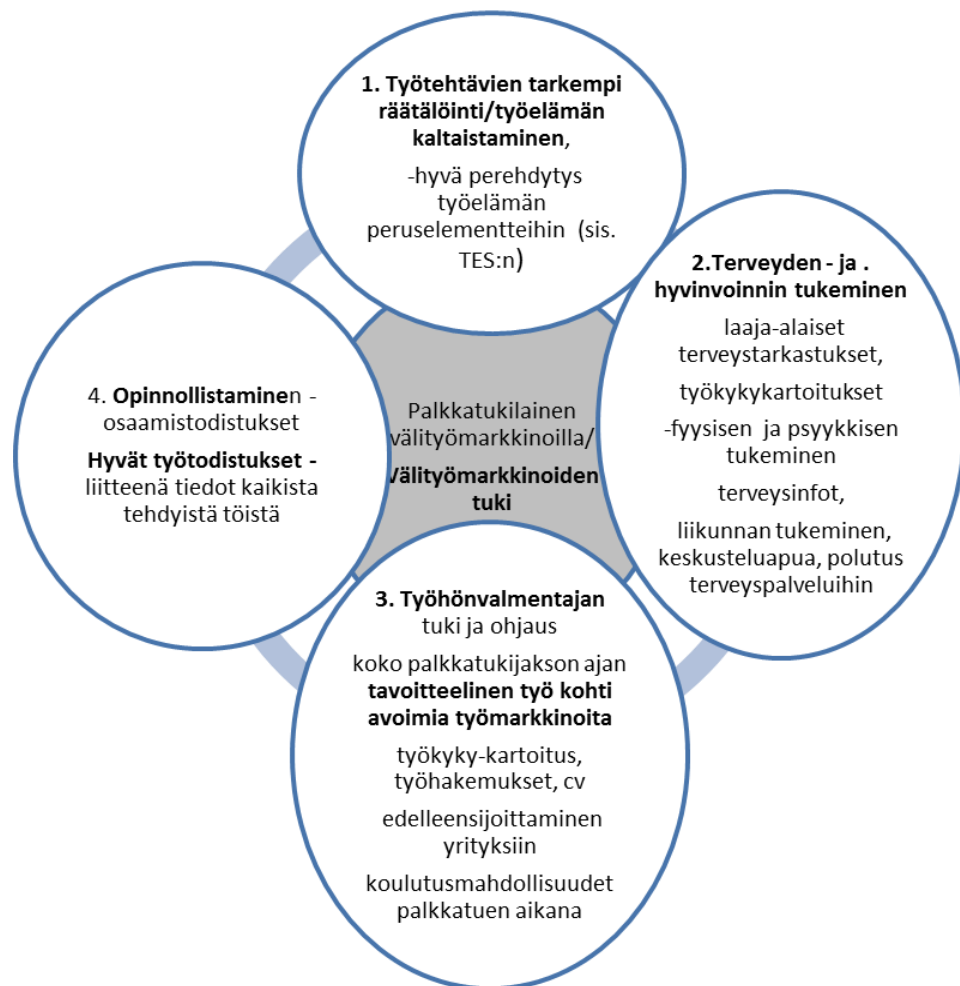 1. Työtehtävien tarkempi
räätälöinti/työelämän
kaltaistaminen,
-hyvä perehdytys
työelämän
peruselementteihin (sis.
TES:n)
2.Terveyden - ja .
hyvinvoinnin tukeminen
laaja-alaiset
terveystarkastukset,
työkykykartoitukset
-fyysisen ja psyykkisen
tukeminen
terveysinfot,
liikunnan tukeminen,
keskusteluapua, polutus
terveyspalveluihin
Palkkatukilainen
välityömarkkinoilla/
Välityömarkkinoiden
tuki
3. Työhönvalmentajan
tuki ja ohjaus
koko palkkatukijakson ajan
tavoitteelinen työ kohti
avoimia työmarkkinoita
työkyky-kartoitus,
työhakemukset, cv
edelleensijoittaminen
yrityksiin
koulutusmahdollisuudet
palkkatuen aikana
4. Opinnollistaminen -
osaamistodistukset
Hyvät työtodistukset -
liitteenä tiedot kaikista
tehdyistä töistä